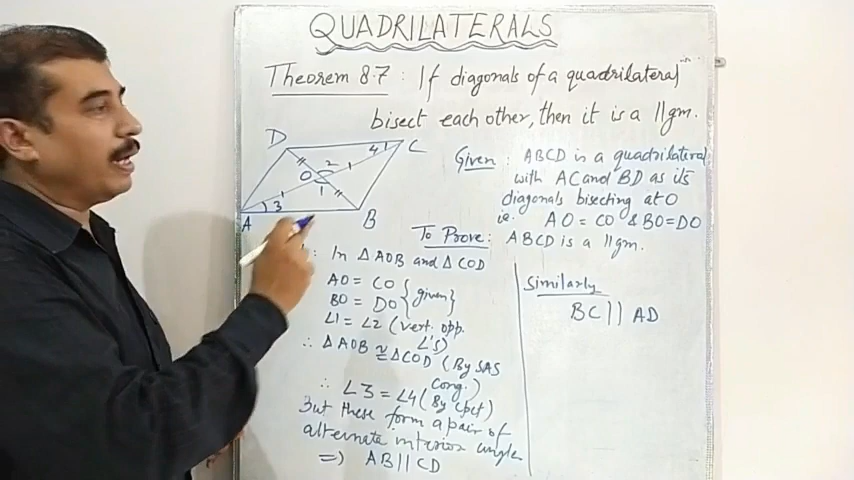 QUADRILATERALS
Theorem 8.7 : If diagonals of a quadrilateral
bisect each other, then it is a ||gm.
D
C
4
2
O
1
3
A
B
Given : ABCD is a quadrilateral
with AC and BD as its
diagonals bisecting at O
ie. AO = CO & BO = DO
To Prove : ABCD is a ||gm.
: In ∆ AOB and ∆ COD
AO = CO
BO = DO } {given}
∠1 = ∠2 (vert. opp. ∠'s)
∴ ∆ AOB ≅ ∆ COD (By SAS Cong.)
∴ ∠3 = ∠4 (By cpct)
But these form a pair of
alternate interior angles
⇒ AB || CD
Similarly
BC || AD